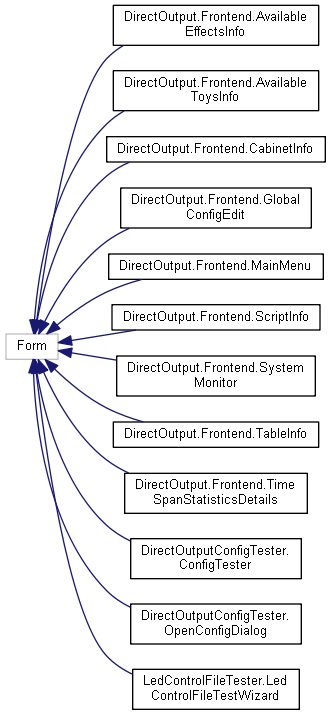 DirectOutput.Frontend.Available
EffectsInfo
DirectOutput.Frontend.Available
ToysInfo
DirectOutput.Frontend.CabinetInfo
DirectOutput.Frontend.Global
ConfigEdit
DirectOutput.Frontend.MainMenu
DirectOutput.Frontend.ScriptInfo
Form
DirectOutput.Frontend.System
Monitor
DirectOutput.Frontend.TableInfo
DirectOutput.Frontend.Time
SpanStatisticsDetails
DirectOutputConfigTester.
ConfigTester
DirectOutputConfigTester.
OpenConfigDialog
LedControlFileTester.Led
ControlFileTestWizard